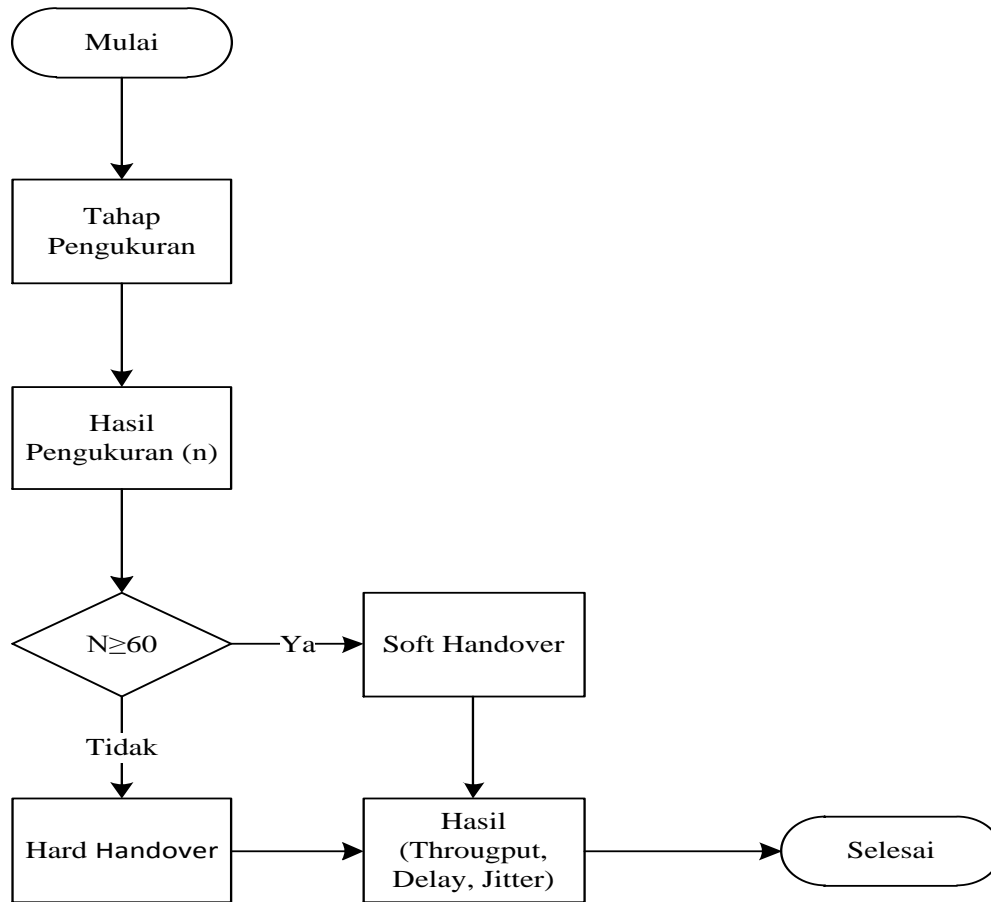 Mulai
Tahap
Pengukuran
Hasil
Pengukuran (n)
N≥60
Ya
Soft Handover
Tidak
Hard Handover
Hasil
(Througput,
Delay, Jitter)
Selesai